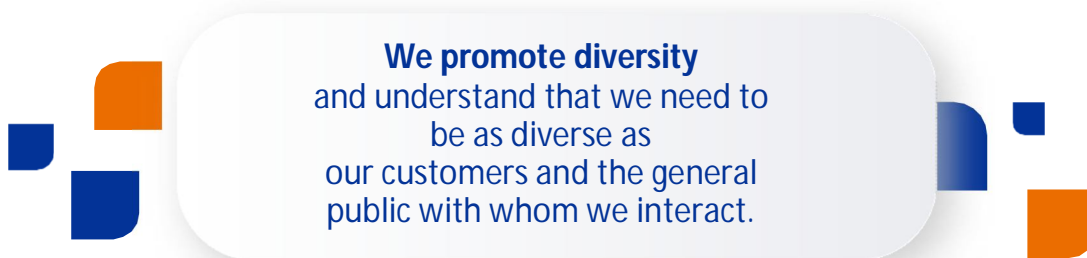 We promote diversity
and understand that we need to
be as diverse as
our customers and the general
public with whom we interact.